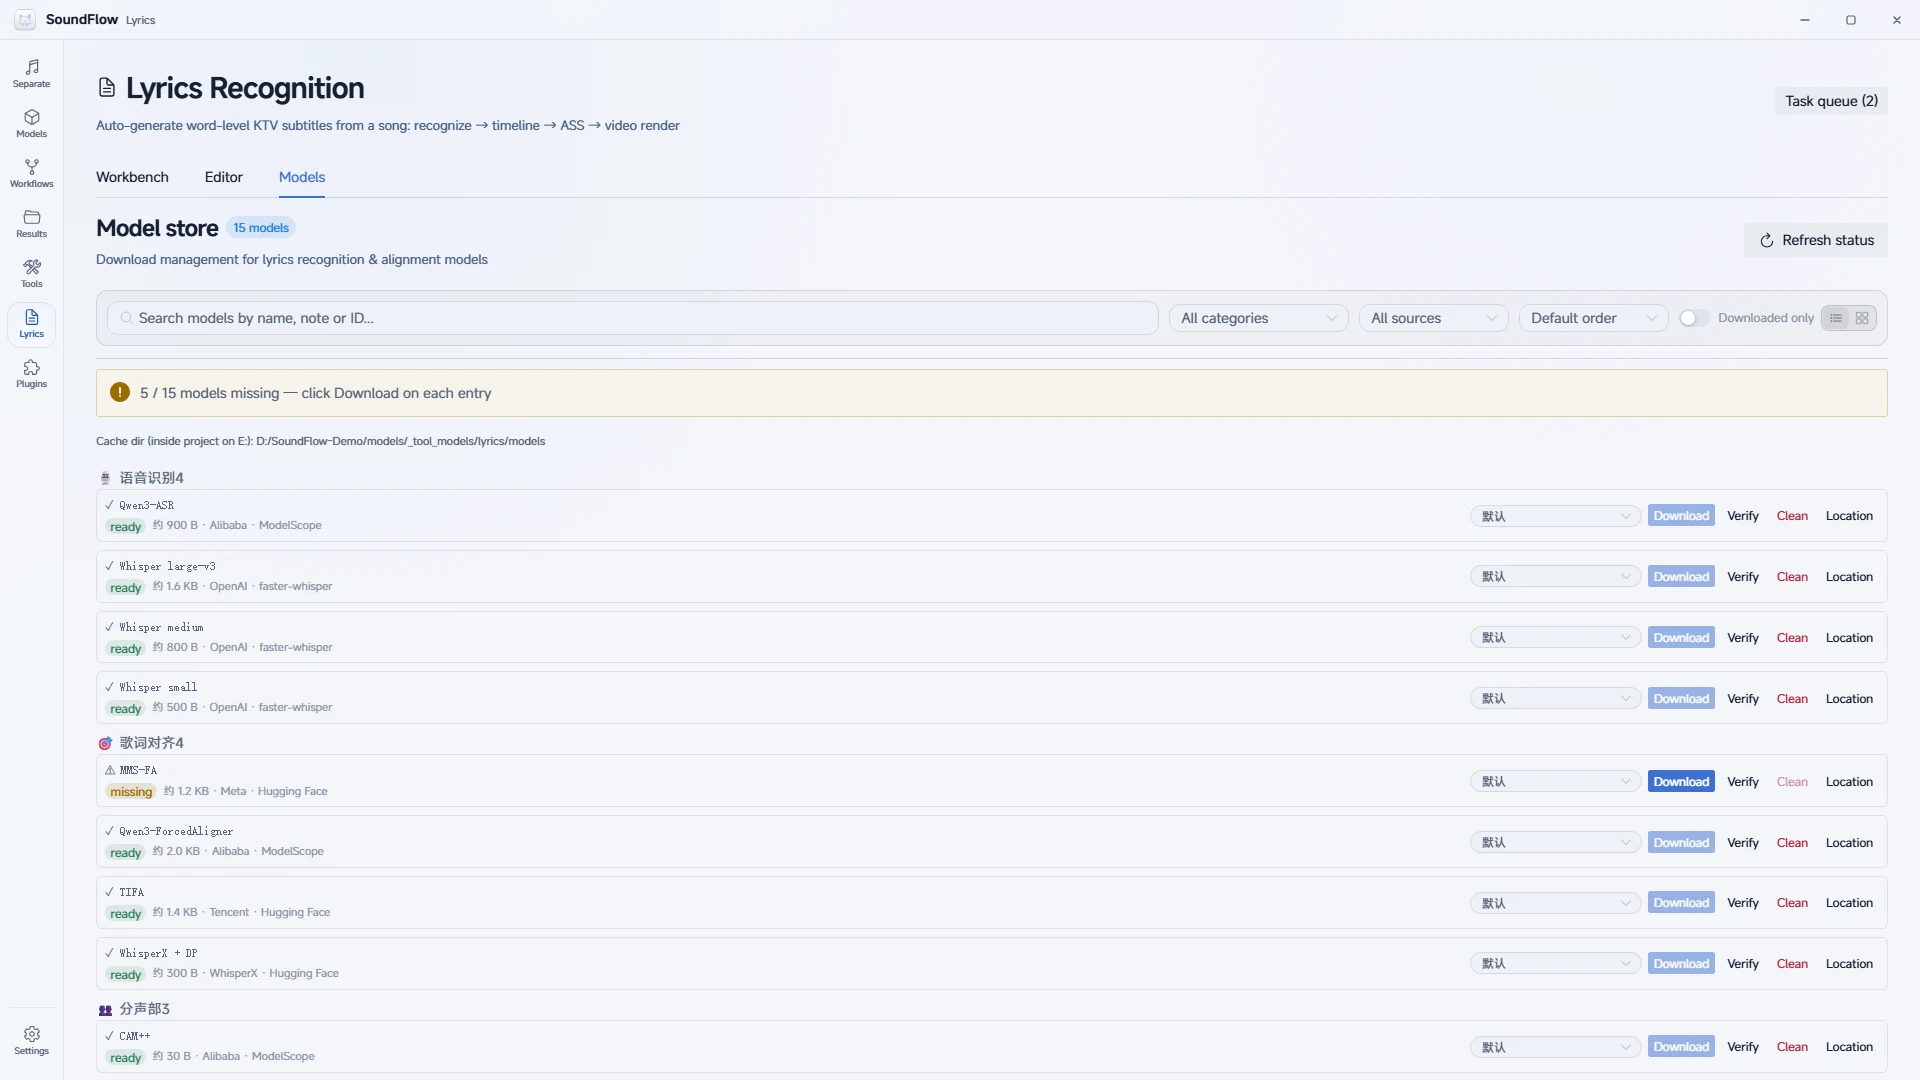 SoundFlow Lyrics
Separate
Models
Workflows
Results
Tools
Lyrics
Plugins
Settings
Lyrics Recognition
Auto-generate word-level KTV subtitles from a song: recognize → timeline → ASS → video render
Task queue (2)
Workbench Editor Models
Model store 15 models
Download management for lyrics recognition & alignment models
Refresh status
Search models by name, note or ID... All categories All sources Default order Downloaded only
5 / 15 models missing — click Download on each entry
Cache dir (inside project on E:): D:/SoundFlow-Demo/models/_tool_models/lyrics/models
语音识别4
✓ Qwen3-ASR
ready 约 900 B · Alibaba · ModelScope 默认 Download Verify Clean Location
✓ Whisper large-v3
ready 约 1.6 KB · OpenAI · faster-whisper 默认 Download Verify Clean Location
✓ Whisper medium
ready 约 800 B · OpenAI · faster-whisper 默认 Download Verify Clean Location
✓ Whisper small
ready 约 500 B · OpenAI · faster-whisper 默认 Download Verify Clean Location
歌词对齐4
⚠ MMS-FA
missing 约 1.2 KB · Meta · Hugging Face 默认 Download Verify Clean Location
✓ Qwen3-ForcedAligner
ready 约 2.0 KB · Alibaba · ModelScope 默认 Download Verify Clean Location
✓ TIFA
ready 约 1.4 KB · Tencent · Hugging Face 默认 Download Verify Clean Location
✓ WhisperX + DP
ready 约 300 B · WhisperX · Hugging Face 默认 Download Verify Clean Location
分声部3
✓ CAM++
ready 约 30 B · Alibaba · ModelScope 默认 Download Verify Clean Location